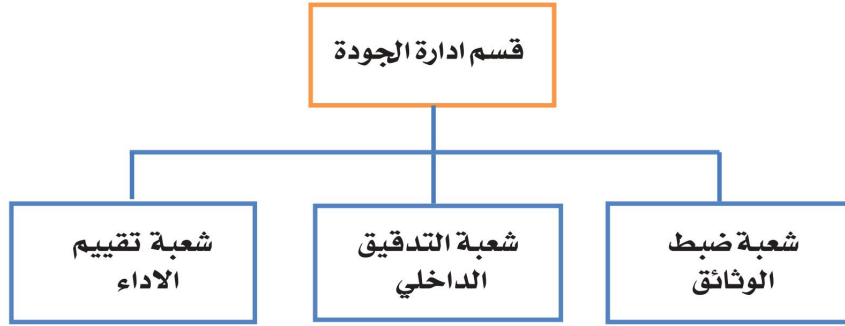 قسم ادارة الجودة
شعبة ضبط
الوثائق
شعبة التدقيق
الداخلي
شعبة تقييم
الاداء